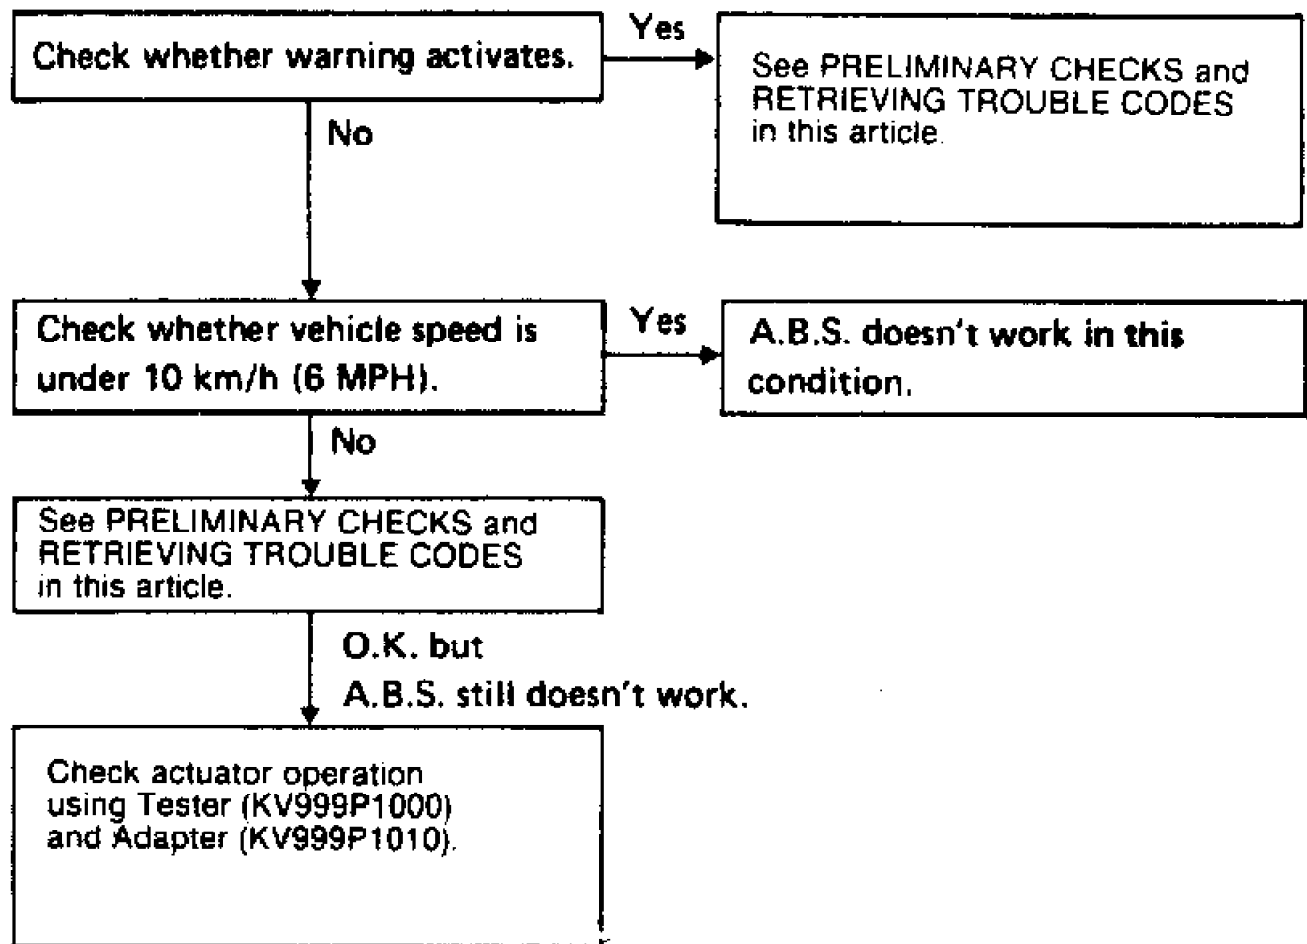 Check whether warning activates.
Yes
See PRELIMINARY CHECKS and
RETRIEVING TROUBLE CODES
in this article.
No
Check whether vehicle speed is
under 10 km/h (6 MPH).
Yes
A.B.S. doesn't work in this
condition.
No
See PRELIMINARY CHECKS and
RETRIEVING TROUBLE CODES
in this article.
O.K. but
A.B.S. still doesn't work.
Check actuator operation
using Tester (KV999P1000)
and Adapter (KV999P1010).